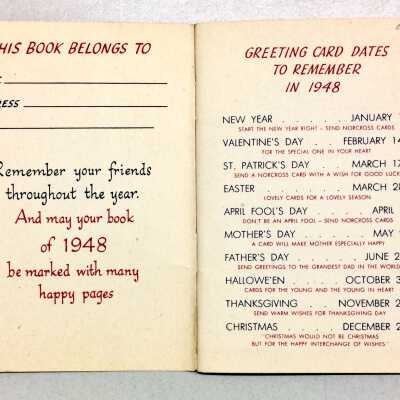 HIS BOOK BELONGS TO
E
RESS
Remember your friends
throughout the year.
And may your book
of 1948
be marked with many
happy pages
GREETING CARD DATES
TO REMEMBER
IN 1948
NEW YEAR . . . . . JANUARY
START THE NEW YEAR RIGHT – SEND NORCROSS CARDS
VALENTINE'S DAY . . . FEBRUARY 14
FOR THE SPECIAL ONE IN YOUR HEART
ST. PATRICK'S DAY . . . MARCH 17
SEND A NORCROSS CARD WITH A WISH FOR GOOD LUCK
EASTER . . . . . . MARCH 28
LOVELY CARDS FOR A LOVELY SEASON
APRIL FOOL'S DAY . . . . APRIL
DON'T BE AN APRIL FOOL – SEND NORCROSS CARDS
MOTHER'S DAY . . . . . MAY
A CARD WILL MAKE MOTHER ESPECIALLY HAPPY
FATHER'S DAY . . . . JUNE 2
SEND GREETINGS TO THE GRANDEST DAD IN THE WORLD
HALLOWE'EN . . . . OCTOBER 3
CARDS FOR THE YOUNG AND THE YOUNG IN HEART
THANKSGIVING . . NOVEMBER 2
SEND WARM WISHES FOR THANKSGIVING DAY
CHRISTMAS . . . . DECEMBER 2
"CHRISTMAS WOULD NOT BE CHRISTMAS
BUT FOR THE HAPPY INTERCHANGE OF WISHES"